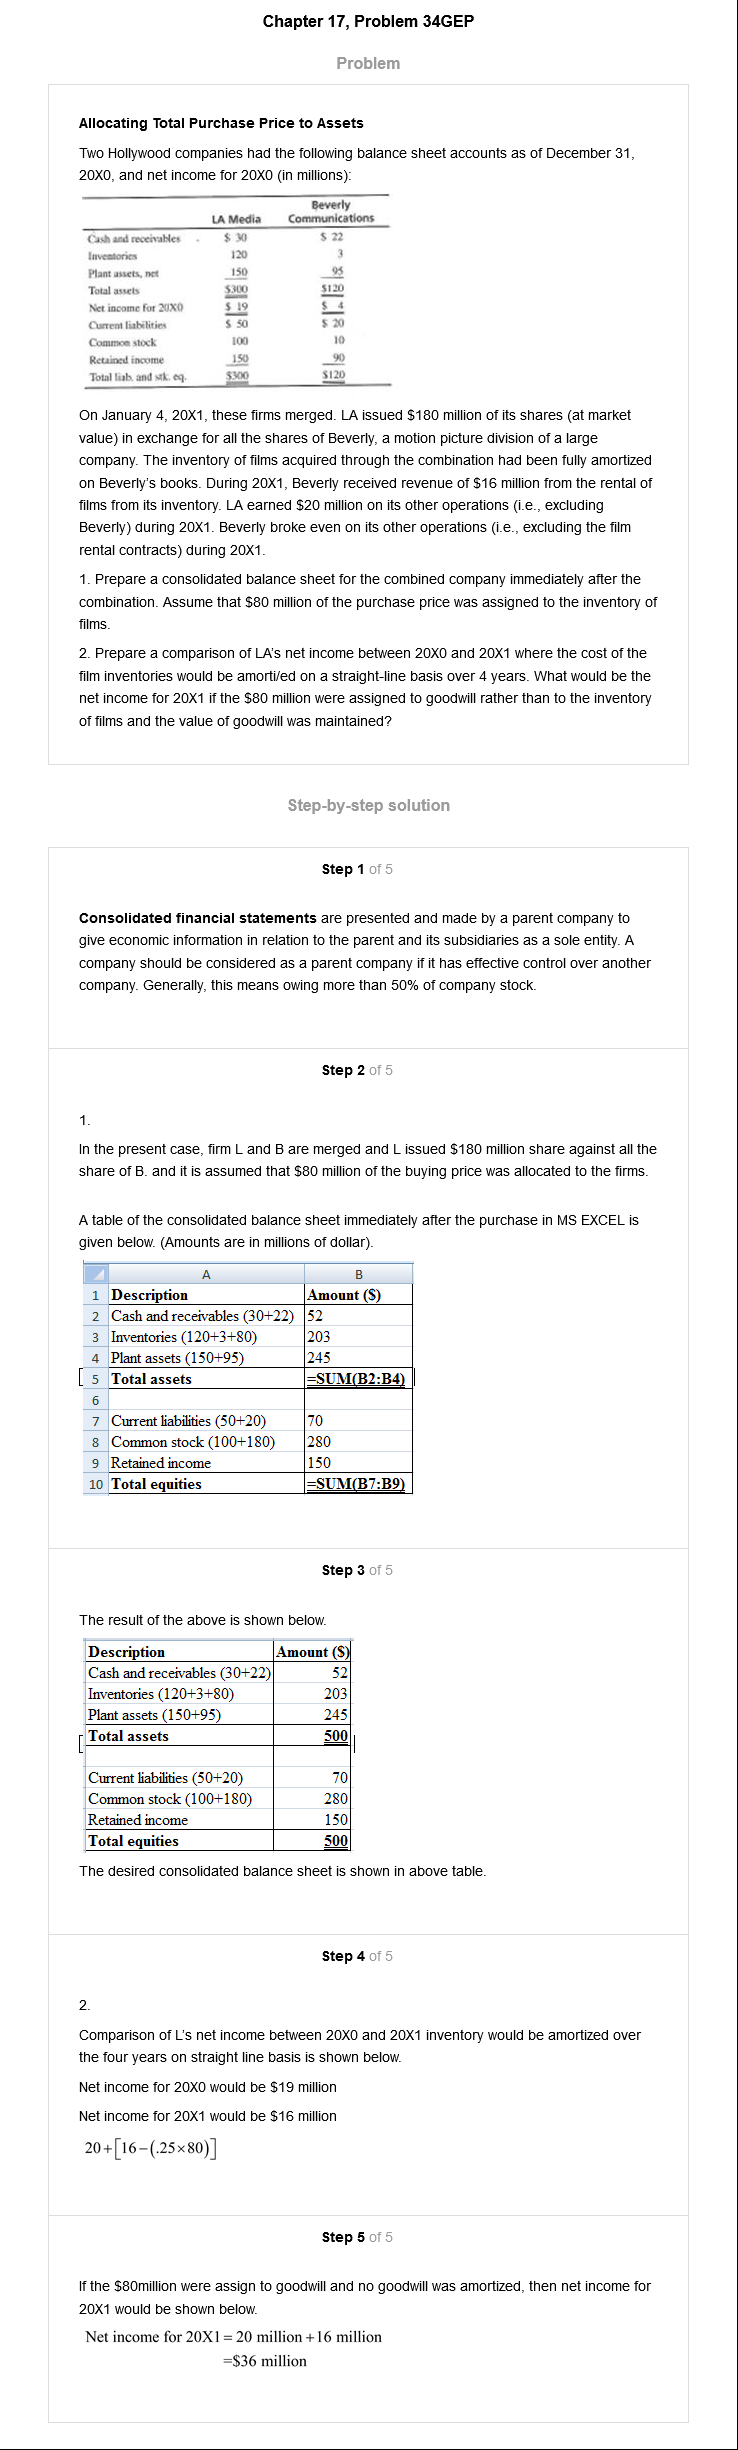 Chapter 17, Problem 34GEP
Problem
Allocating Total Purchase Price to Assets
Two Hollywood companies had the following balance sheet accounts as of December 31,
20X0, and net income for 20X0 (in millions):
LA Media Beverly Communications
Cash and receivables $ 30 $ 22
Inventories 120 3
Plant assets, net 150 95
Total assets $300 $120
Net income for 20X0 $ 19 $ 4
Current liabilities $ 50 $ 20
Common stock 100 10
Retained income 150 90
Total liab. and stk. eq. $300 $120
On January 4, 20X1, these firms merged. LA issued $180 million of its shares (at market
value) in exchange for all the shares of Beverly, a motion picture division of a large
company. The inventory of films acquired through the combination had been fully amortized
on Beverly's books. During 20X1, Beverly received revenue of $16 million from the rental of
films from its inventory. LA earned $20 million on its other operations (i.e., excluding
Beverly) during 20X1. Beverly broke even on its other operations (i.e., excluding the film
rental contracts) during 20X1.
1. Prepare a consolidated balance sheet for the combined company immediately after the
combination. Assume that $80 million of the purchase price was assigned to the inventory of
films.
2. Prepare a comparison of LA's net income between 20X0 and 20X1 where the cost of the
film inventories would be amorti/ed on a straight-line basis over 4 years. What would be the
net income for 20X1 if the $80 million were assigned to goodwill rather than to the inventory
of films and the value of goodwill was maintained?
Step-by-step solution
Step 1 of 5
Consolidated financial statements are presented and made by a parent company to
give economic information in relation to the parent and its subsidiaries as a sole entity. A
company should be considered as a parent company if it has effective control over another
company. Generally, this means owing more than 50% of company stock.
Step 2 of 5
1.
In the present case, firm L and B are merged and L issued $180 million share against all the
share of B. and it is assumed that $80 million of the buying price was allocated to the firms.
A table of the consolidated balance sheet immediately after the purchase in MS EXCEL is
given below. (Amounts are in millions of dollar).
A B
1 Description Amount ($)
2 Cash and receivables (30+22) 52
3 Inventories (120+3+80) 203
4 Plant assets (150+95) 245
5 Total assets =SUM(B2:B4)
6
7 Current liabilities (50+20) 70
8 Common stock (100+180) 280
9 Retained income 150
10 Total equities =SUM(B7:B9)
Step 3 of 5
The result of the above is shown below.
Description Amount ($)
Cash and receivables (30+22) 52
Inventories (120+3+80) 203
Plant assets (150+95) 245
Total assets 500
Current liabilities (50+20) 70
Common stock (100+180) 280
Retained income 150
Total equities 500
The desired consolidated balance sheet is shown in above table.
Step 4 of 5
2.
Comparison of L's net income between 20X0 and 20X1 inventory would be amortized over
the four years on straight line basis is shown below.
Net income for 20X0 would be $19 million
Net income for 20X1 would be $16 million
20+[16−(.25×80)]
Step 5 of 5
If the $80million were assign to goodwill and no goodwill was amortized, then net income for
20X1 would be shown below.
Net income for 20X1 = 20 million +16 million
=$36 million